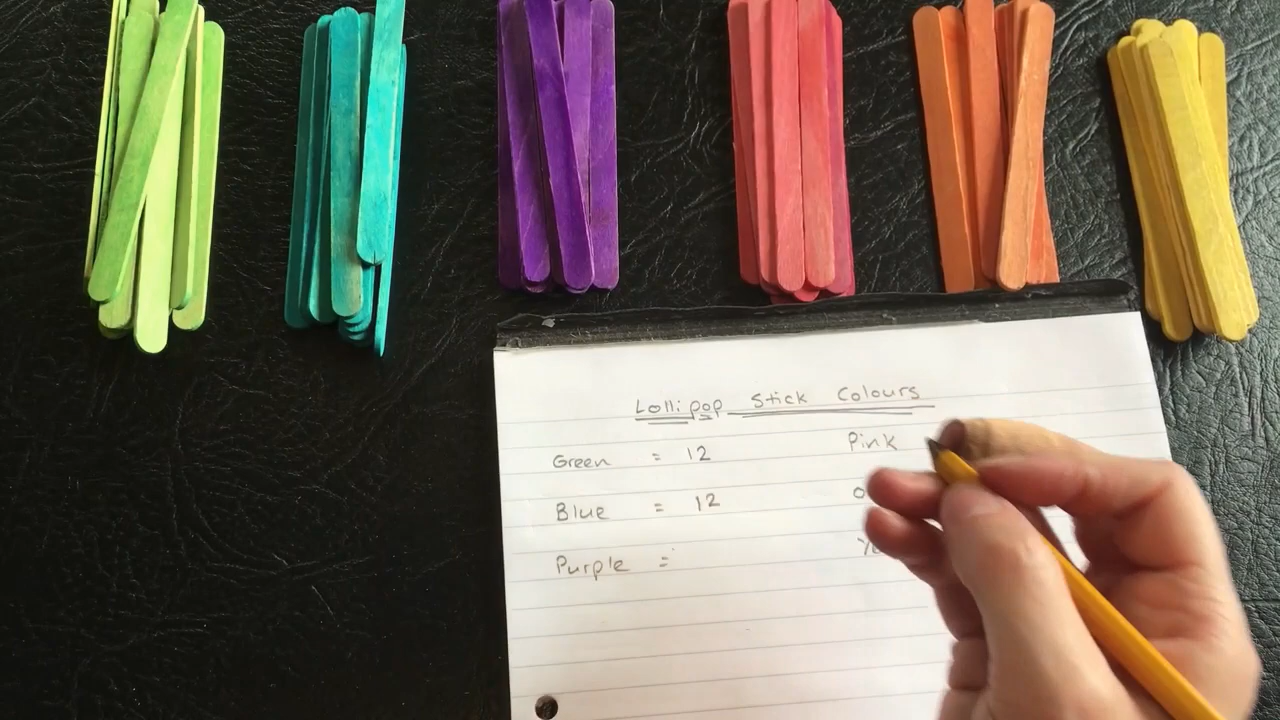 Lollipop Stick Colours
Green = 12
Blue = 12
Purple =
Pink